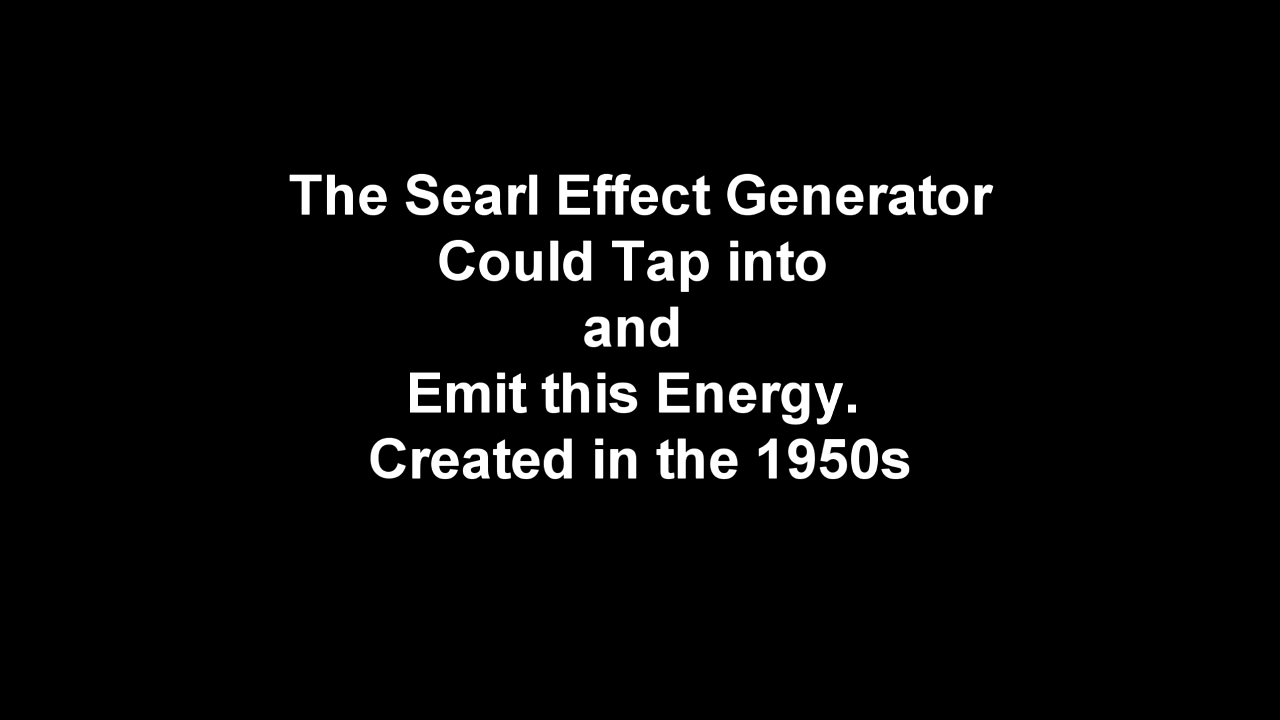 The Searl Effect Generator
Could Tap into
and
Emit this Energy.
Created in the 1950s